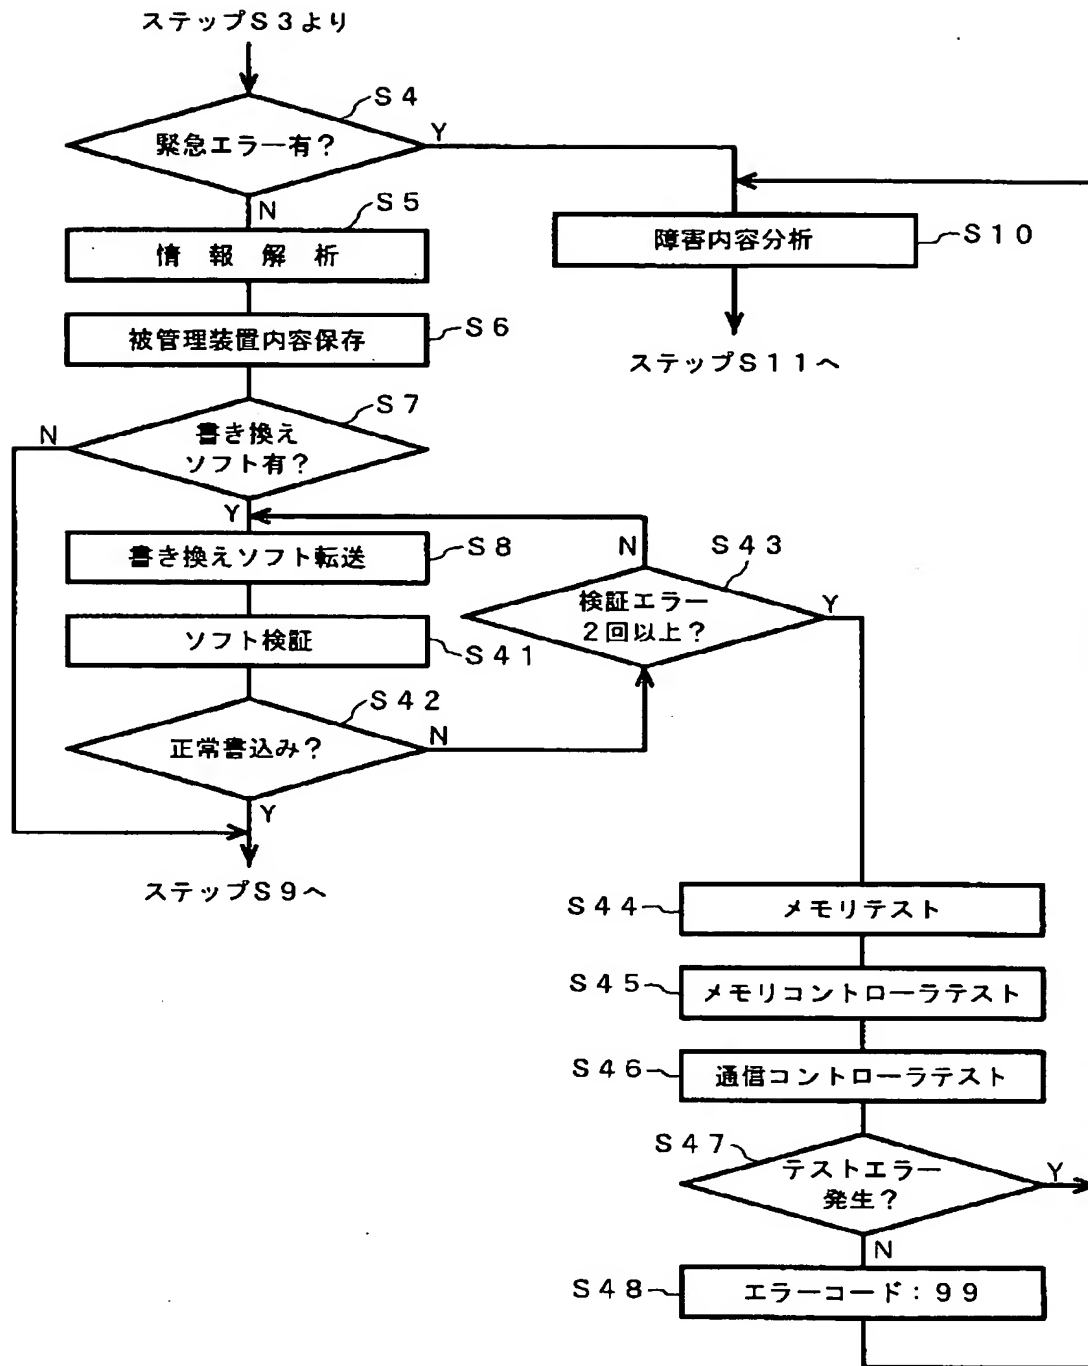 ステップS3より
S4
緊急エラー有?
Y
N
S5
情報解析
S10
障害内容分析
S6
被管理装置内容保存
ステップS11へ
S7
N
書き換え
ソフト有?
Y
S8
書き換えソフト転送
N
S43
検証エラー
2回以上?
Y
ソフト検証
S41
S42
正常書込み?
N
Y
ステップS9へ
S44
メモリテスト
S45
メモリコントローラテスト
S46
通信コントローラテスト
S47
テストエラー
発生?
Y
N
S48
エラーコード:99